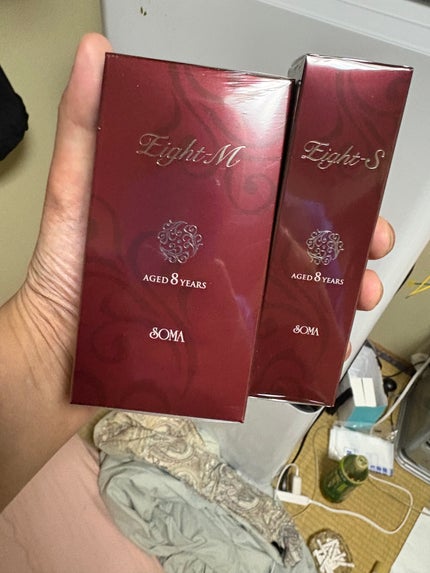 Eight-M
AGED 8 YEARS
SOMA
Eight-S
AGED 8 YEARS
SOMA